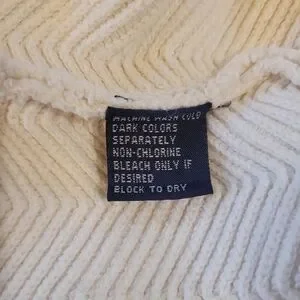 MACHINE WASH COLD
DARK COLORS
SEPARATELY
NON-CHLORINE
BLEACH ONLY IF
DESIRED
BLOCK TO DRY